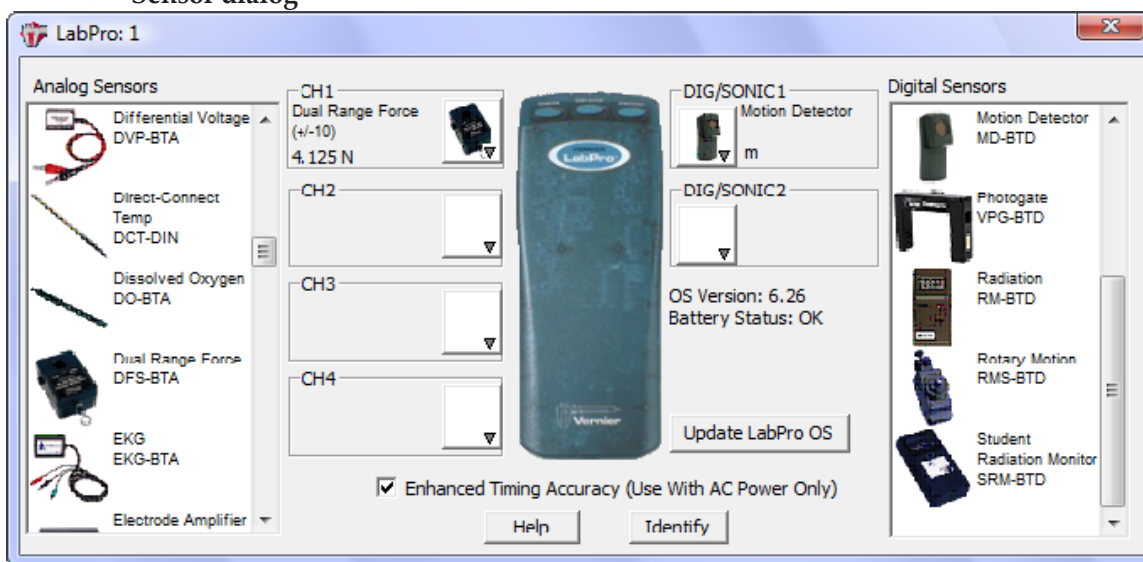 Sensor dialog
LabPro: 1
Analog Sensors
Differential Voltage
DVP-BTA
Direct-Connect
Temp
DCT-DIN
Dissolved Oxygen
DO-BTA
Dual Range Force
DFS-BTA
EKG
EKG-BTA
Electrode Amplifier
CH1
Dual Range Force
(+/-10)
4.125 N
CH2
CH3
CH4
VERNIER
LabPro
Vernier
DIG/SONIC1
Motion Detector
m
DIG/SONIC2
OS Version: 6.26
Battery Status: OK
Update LabPro OS
Enhanced Timing Accuracy (Use With AC Power Only)
Help
Identify
Digital Sensors
Motion Detector
MD-BTD
Photogate
VPG-BTD
Radiation
RM-BTD
Rotary Motion
RMS-BTD
Student
Radiation Monitor
SRM-BTD